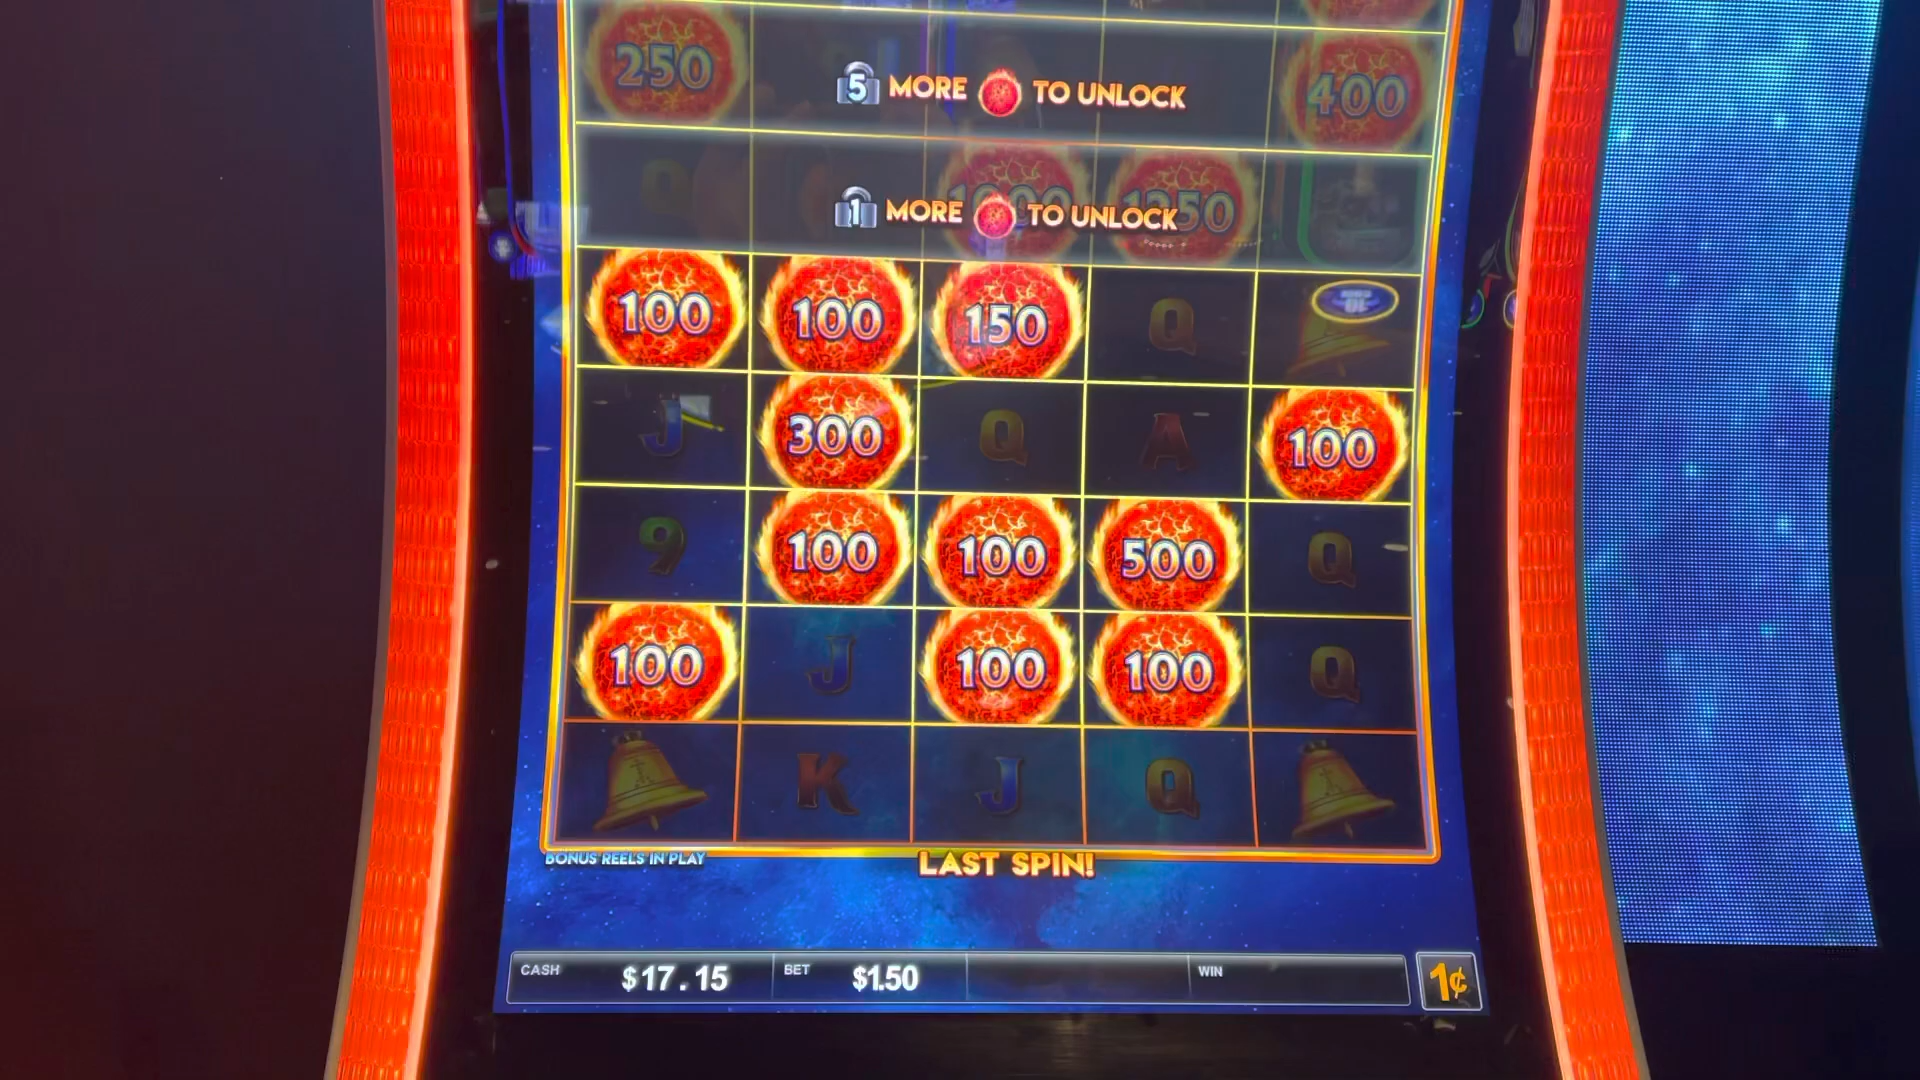 250 5 MORE TO UNLOCK 400
1 MORE TO UNLOCK
100 100 150 Q
J 300 Q A 100
9 100 100 500 Q
100 J 100 100 Q
K J Q
BONUS REELS IN PLAY LAST SPIN!
CASH $17.15 BET $1.50 WIN 1¢